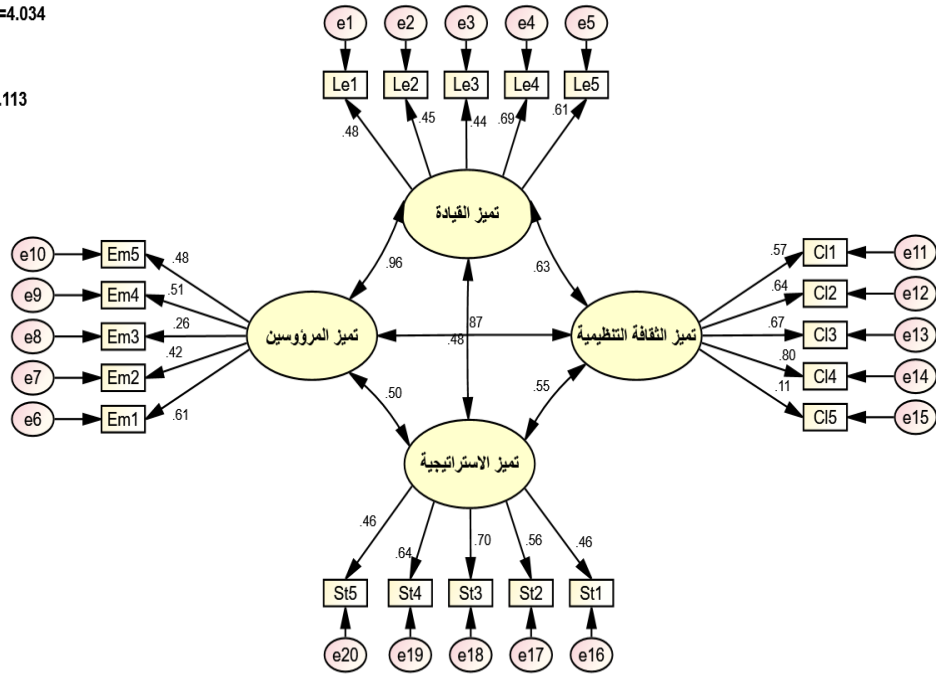 =4.034
.113
e1 e2 e3 e4 e5
Le1 Le2 Le3 Le4 Le5
.48 .45 .44 .69 .61
تميز القيادة
.96 .63
e10 Em5 .48
e9 Em4 .51
e8 Em3 .26
e7 Em2 .42
e6 Em1 .61
تميز المرؤوسين
.87
.48
تميز الثقافة التنظيمية
.57 Cl1 e11
.64 Cl2 e12
.67 Cl3 e13
.80 Cl4 e14
.11 Cl5 e15
.50 .55
تميز الاستراتيجية
.46 .64 .70 .56 .46
St5 St4 St3 St2 St1
e20 e19 e18 e17 e16